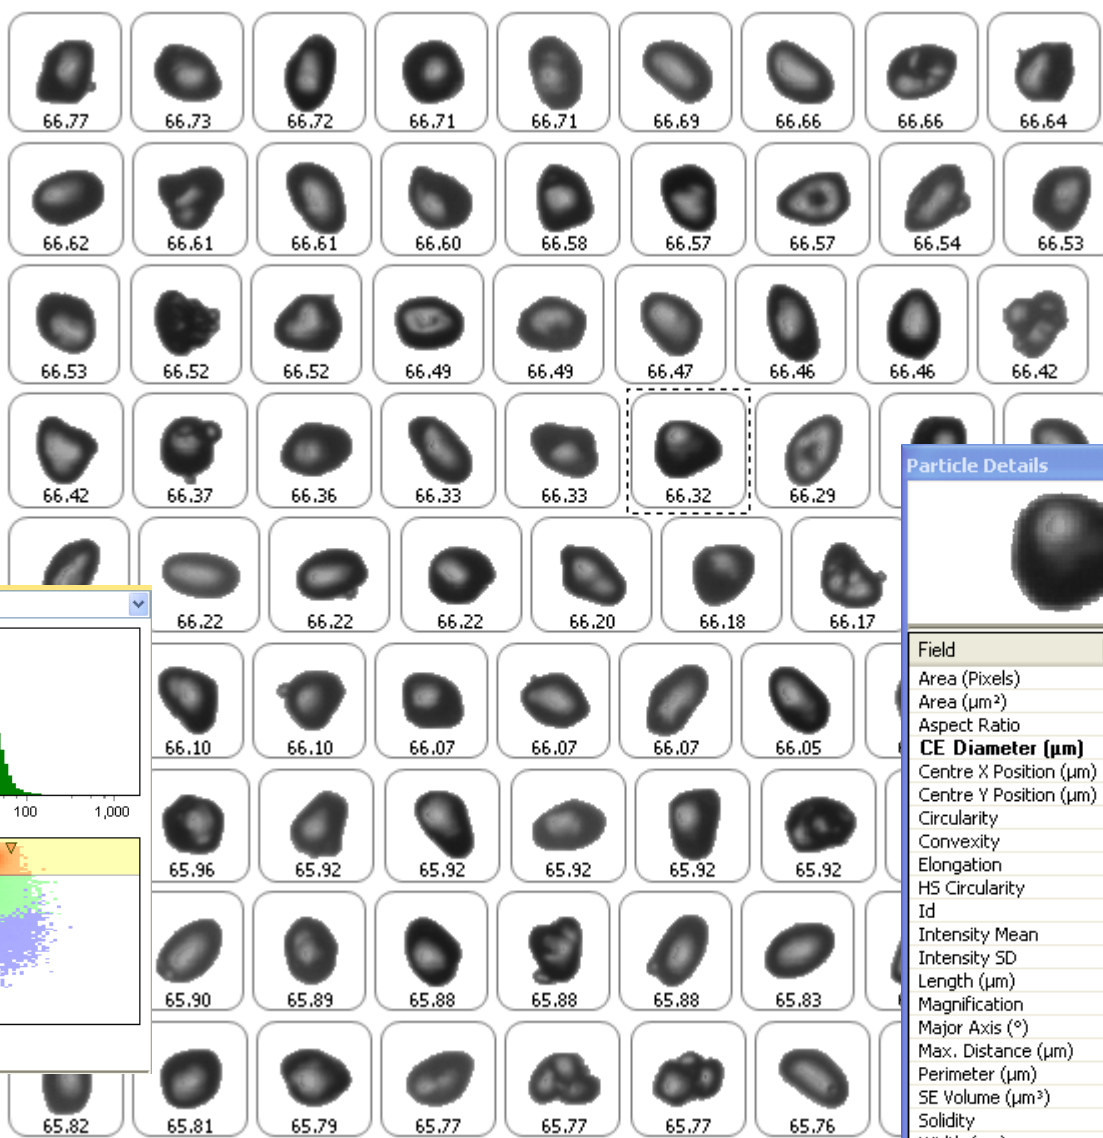 66.77 66.73 66.72 66.71 66.71 66.69 66.66 66.66 66.64
66.62 66.61 66.61 66.60 66.58 66.57 66.57 66.54 66.53
66.53 66.52 66.52 66.49 66.49 66.47 66.46 66.46 66.42
66.42 66.37 66.36 66.33 66.33 66.32 66.29
66.22 66.22 66.22 66.20 66.18 66.17
66.10 66.10 66.07 66.07 66.07 66.05
65.96 65.92 65.92 65.92 65.92 65.92
65.90 65.89 65.88 65.88 65.88 65.83
65.82 65.81 65.79 65.77 65.77 65.77 65.76
100 1,000
Particle Details
Field
Area (Pixels)
Area (µm²)
Aspect Ratio
CE Diameter (µm)
Centre X Position (µm)
Centre Y Position (µm)
Circularity
Convexity
Elongation
HS Circularity
Id
Intensity Mean
Intensity SD
Length (µm)
Magnification
Major Axis (°)
Max. Distance (µm)
Perimeter (µm)
SE Volume (µm³)
Solidity